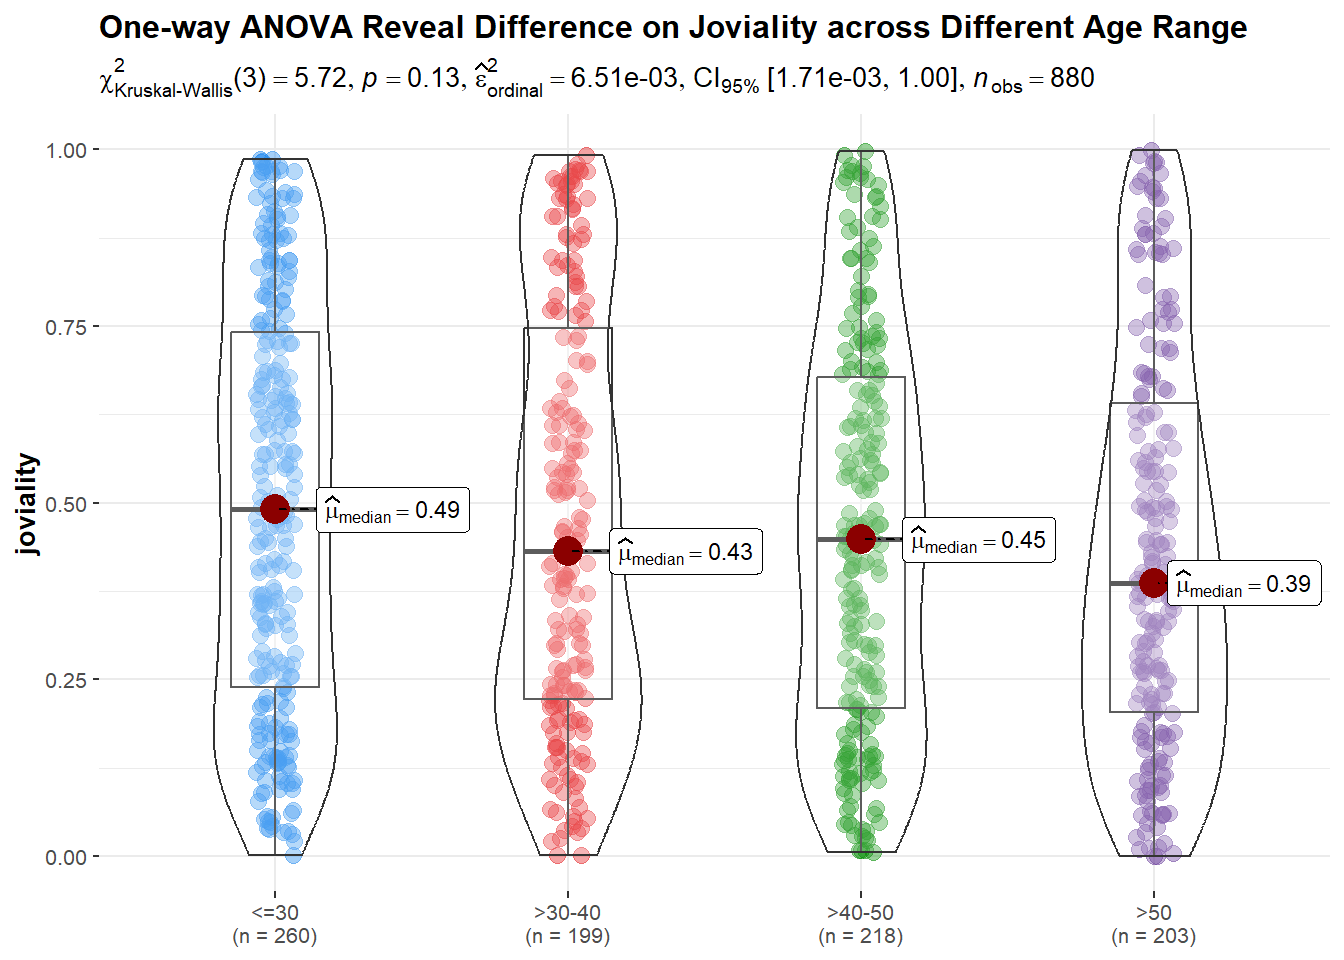 One-way ANOVA Reveal Difference on Joviality across Different Age Range
χ²Kruskal-Wallis(3) = 5.72, p = 0.13, ε̂²ordinal = 6.51e-03, CI95% [1.71e-03, 1.00], nobs = 880
1.00
0.75
0.50
0.25
0.00
joviality
μ̂median = 0.49
μ̂median = 0.43
μ̂median = 0.45
μ̂median = 0.39
<=30 >30-40 >40-50 >50
(n = 260) (n = 199) (n = 218) (n = 203)